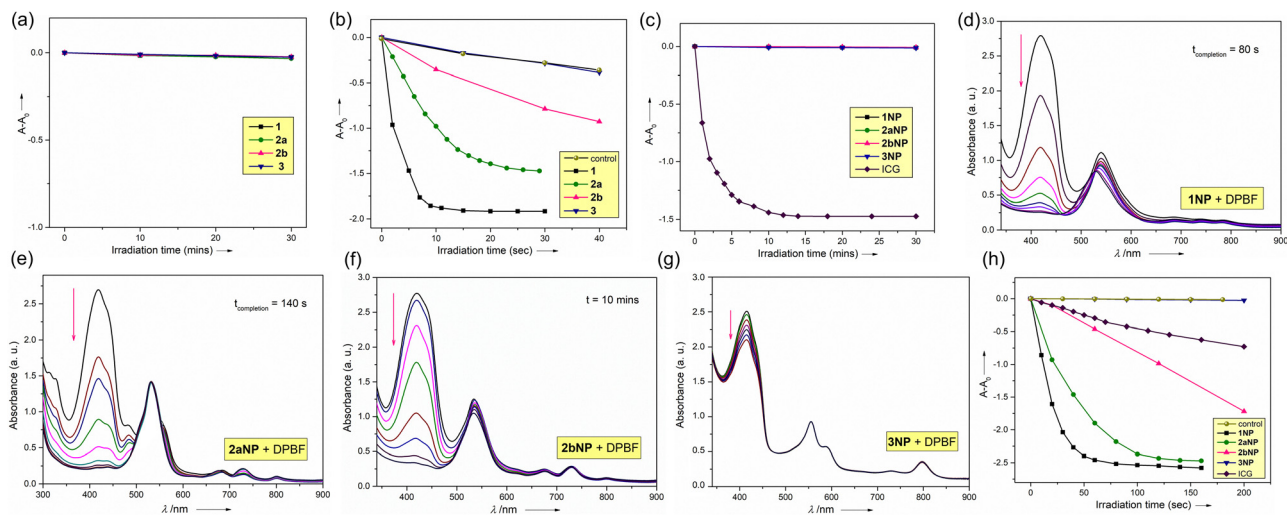 (a)
0.0
-0.5
-1.0
A-A0
0 10 20 30
Irradiation time (mins)
1
2a
2b
3
(b)
0.0
-0.5
-1.0
-1.5
-2.0
A-A0
0 10 20 30 40
Irradiation time (sec)
control
1
2a
2b
3
(c)
0.0
-0.5
-1.0
-1.5
A-A0
0 5 10 15 20 25 30
Irradiation time (mins)
1NP
2aNP
2bNP
3NP
ICG
(d)
3.0
2.5
2.0
1.5
1.0
0.5
0.0
Absorbance (a. u.)
400 500 600 700 800 900
λ /nm
tcompletion = 80 s
1NP + DPBF
(e)
2.5
2.0
1.5
1.0
0.5
0.0
Absorbance (a. u.)
300 400 500 600 700 800 900
λ /nm
tcompletion = 140 s
2aNP + DPBF
(f)
3.0
2.5
2.0
1.5
1.0
0.5
0.0
Absorbance (a. u.)
400 500 600 700 800 900
λ /nm
t = 10 mins
2bNP + DPBF
(g)
3.0
2.5
2.0
1.5
1.0
0.5
0.0
Absorbance (a. u.)
400 500 600 700 800 900
λ /nm
3NP + DPBF
(h)
0.0
-0.5
-1.0
-1.5
-2.0
-2.5
A-A0
0 50 100 150 200
Irradiation time (sec)
control
1NP
2aNP
2bNP
3NP
ICG